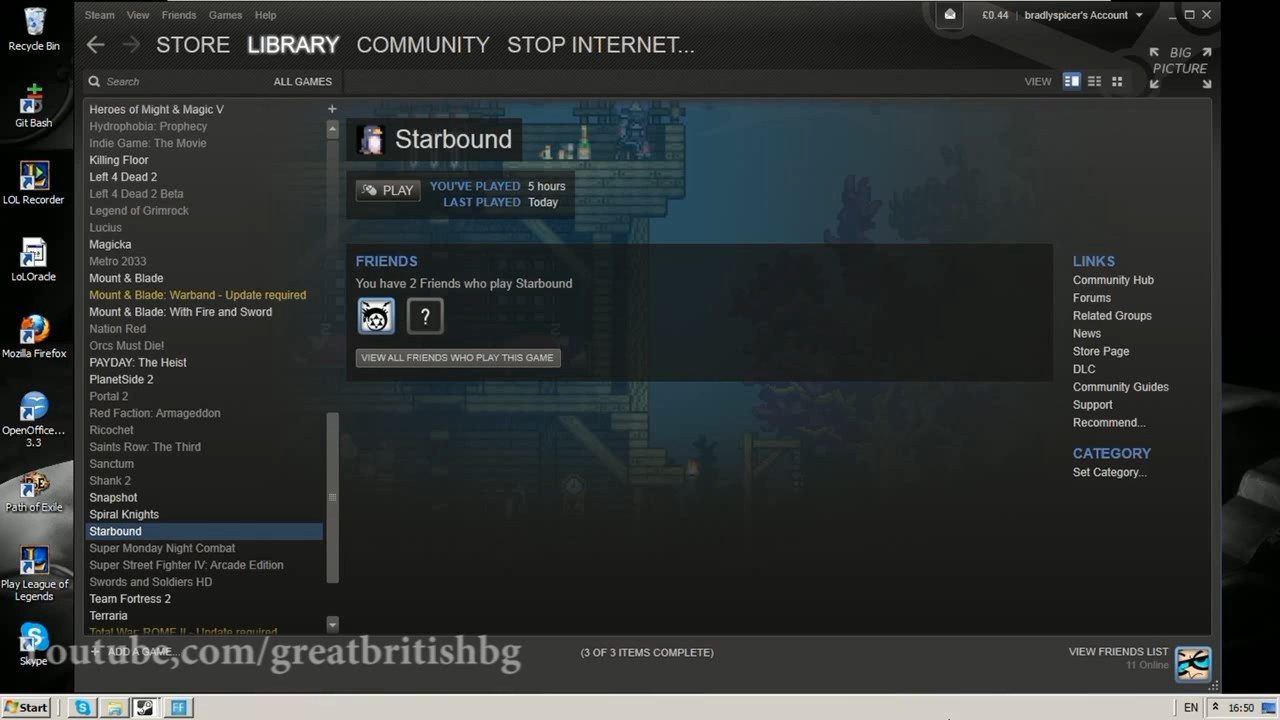 Steam View Friends Games Help
£0.44 bradlyspicer's Account
STORE LIBRARY COMMUNITY STOP INTERNET...
BIG PICTURE
Search ALL GAMES
VIEW
Recycle Bin
Git Bash
LOL Recorder
LoLOracle
Mozilla Firefox
OpenOffice... 3.3
Path of Exile
Play League of Legends
Skype
Heroes of Might & Magic V
Hydrophobia: Prophecy
Indie Game: The Movie
Killing Floor
Left 4 Dead 2
Left 4 Dead 2 Beta
Legend of Grimrock
Lucius
Magicka
Metro 2033
Mount & Blade
Mount & Blade: Warband - Update required
Mount & Blade: With Fire and Sword
Nation Red
Orcs Must Die!
PAYDAY: The Heist
PlanetSide 2
Portal 2
Red Faction: Armageddon
Ricochet
Saints Row: The Third
Sanctum
Shank 2
Snapshot
Spiral Knights
Starbound
Super Monday Night Combat
Super Street Fighter IV: Arcade Edition
Swords and Soldiers HD
Team Fortress 2
Terraria
Total War: ROME II - Update required
+ ADD A GAME...
Starbound
PLAY
YOU'VE PLAYED 5 hours
LAST PLAYED Today
FRIENDS
You have 2 Friends who play Starbound
?
VIEW ALL FRIENDS WHO PLAY THIS GAME
LINKS
Community Hub
Forums
Related Groups
News
Store Page
DLC
Community Guides
Support
Recommend...
CATEGORY
Set Category...
Youtube,com/greatbritishbg
(3 OF 3 ITEMS COMPLETE)
VIEW FRIENDS LIST
11 Online
Start
FF
EN 16:50